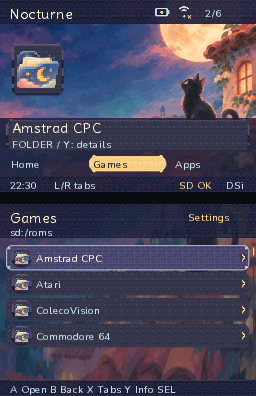 Nocturne 2/6
Amstrad CPC
FOLDER / Y: details
Home Games Apps
22:30 L/R tabs SD OK DSi
Games Settings
sd:/roms
Amstrad CPC
Atari
ColecoVision
Commodore 64
A Open B Back X Tabs Y Info SEL